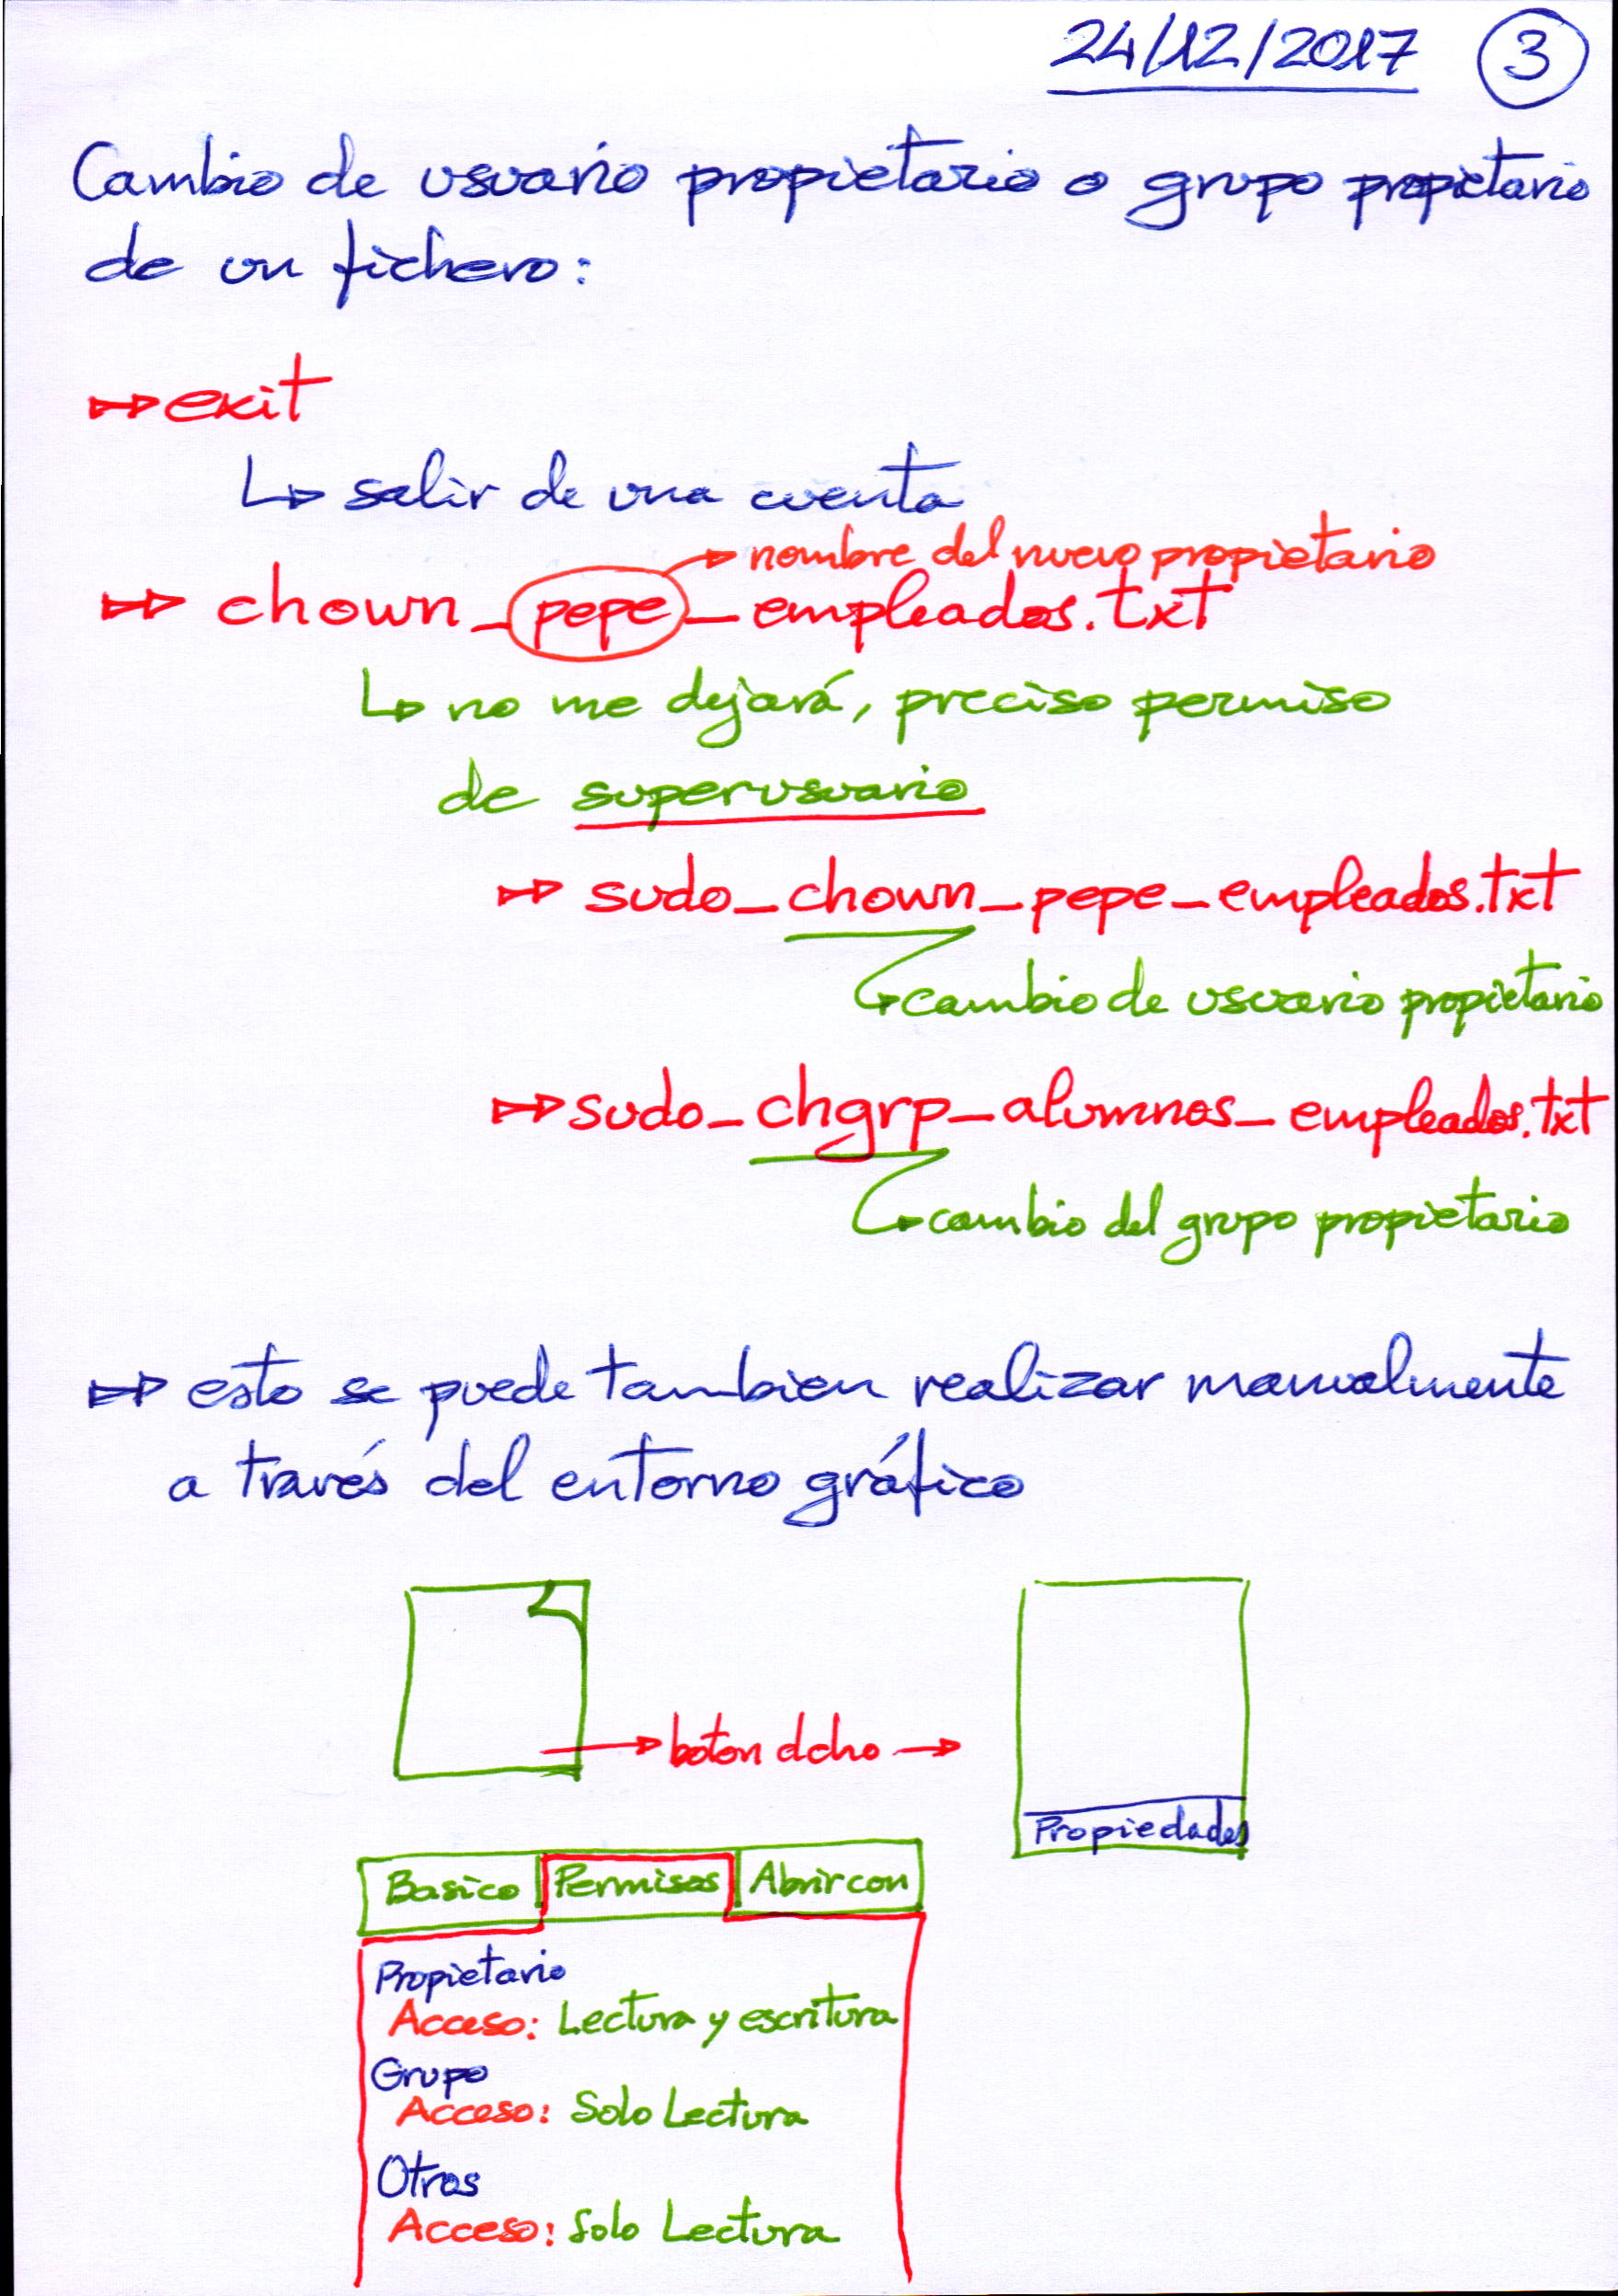 24/12/2017 3
Cambio de usuario propietario o grupo propietario
de un fichero:
exit
salir de una cuenta
nombre del nuevo propietario
chown_pepe_empleados.txt
no me dejará, preciso permiso
de superusuario
sudo_chown_pepe_empleados.txt
cambio de usuario propietario
sudo_chgrp_alumnos_empleados.txt
cambio del grupo propietario
esto se puede tambien realizar manualmente
a través del entorno gráfico
boton dcho
Propiedades
Basico Permisos Abrir con
Propietario
Acceso: Lectura y escritura
Grupo
Acceso: Solo Lectura
Otros
Acceso: Solo Lectura